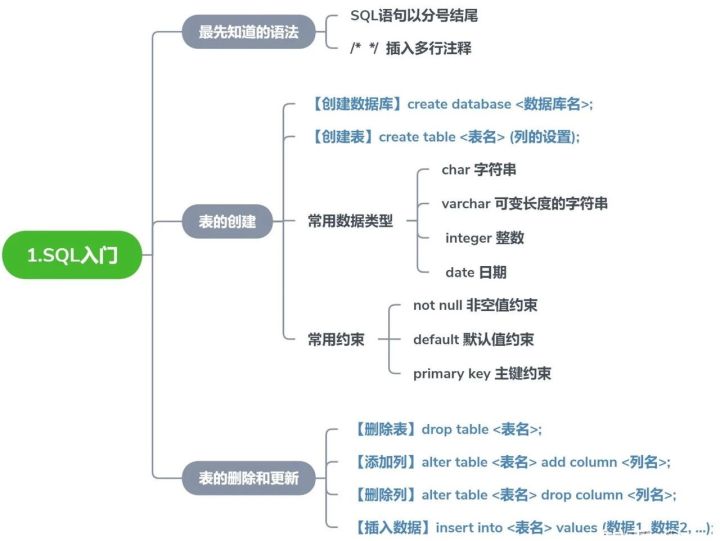 1.SQL入门
最先知道的语法
SQL语句以分号结尾
/* */ 插入多行注释
表的创建
【创建数据库】create database <数据库名>;
【创建表】create table <表名> (列的设置);
常用数据类型
char 字符串
varchar 可变长度的字符串
integer 整数
date 日期
常用约束
not null 非空值约束
default 默认值约束
primary key 主键约束
表的删除和更新
【删除表】drop table <表名>;
【添加列】alter table <表名> add column <列名>;
【删除列】alter table <表名> drop column <列名>;
【插入数据】insert into <表名> values (数据1, 数据2, ...);